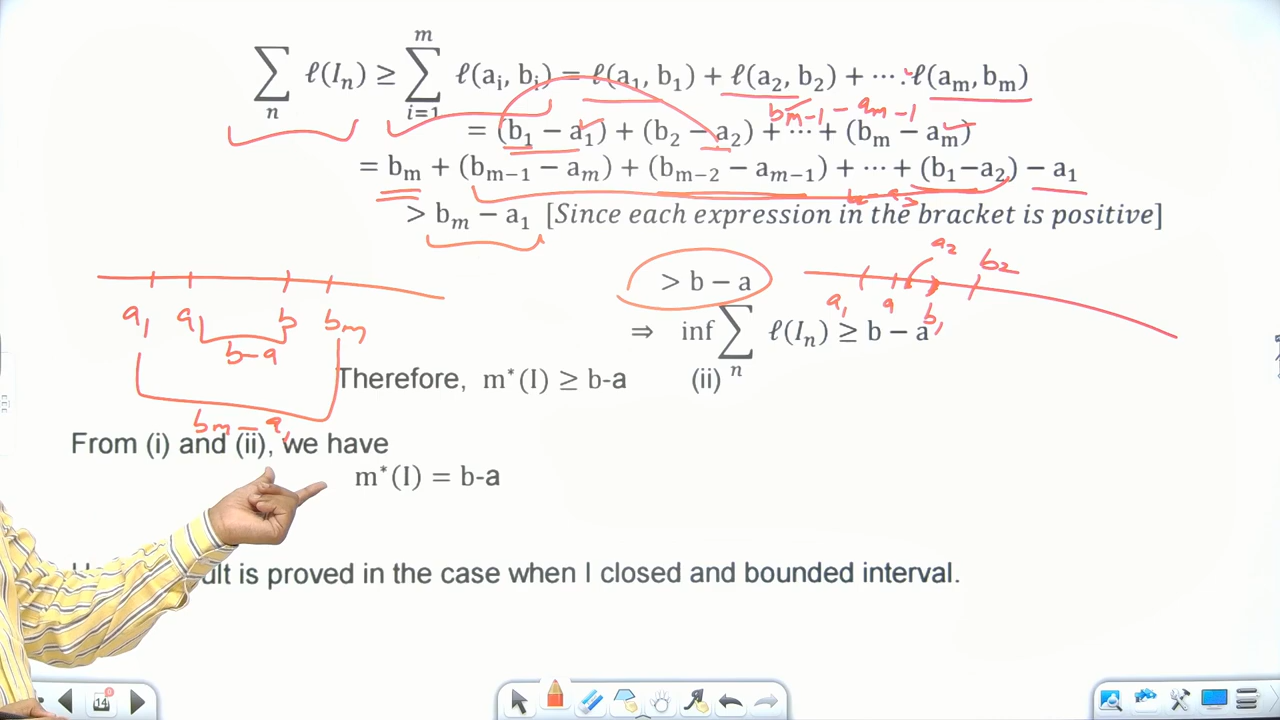 ∑ₙ ℓ(Iₙ) ≥ ∑ᵢ₌₁ᵐ ℓ(aᵢ, bᵢ) = ℓ(a₁, b₁) + ℓ(a₂, b₂) + ⋯ ℓ(aₘ, bₘ)
bₘ₋₁ − aₘ₋₁
= (b₁ − a₁) + (b₂ − a₂) + ⋯ + (bₘ − aₘ)
= bₘ + (bₘ₋₁ − aₘ) + (bₘ₋₂ − aₘ₋₁) + ⋯ + (b₁−a₂) − a₁
> bₘ − a₁ [Since each expression in the bracket is positive]
a₂ b₂
> b − a
a₁ a b bₘ
a₁ a b₁
b−a
⇒ inf ∑ₙ ℓ(Iₙ) ≥ b − a
Therefore, m*(I) ≥ b-a (ii)
bₘ − a₁
From (i) and (ii), we have
m*(I) = b-a
ult is proved in the case when I closed and bounded interval.
14